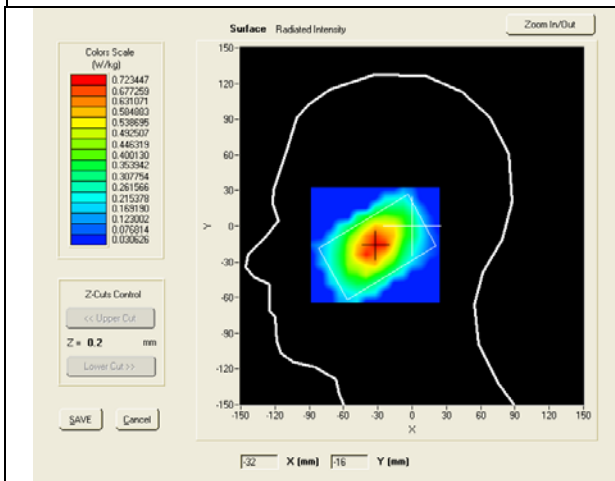 Surface Radiated Intensity
Zoom In/Out
Colors Scale
(W/kg)
0.723447
0.677259
0.631071
0.584883
0.538695
0.492507
0.446319
0.400130
0.353942
0.307754
0.261566
0.215378
0.169190
0.123002
0.076814
0.030626
Z-Cuts Control
<< Upper Cut
Z = 0.2 mm
Lower Cut >>
SAVE Cancel
150
120
90
60
30
0
-30
-60
-90
-120
-150
Y
-150 -120 -90 -60 -30 0 30 60 90 120 150
X
-32 X (mm) -16 Y (mm)